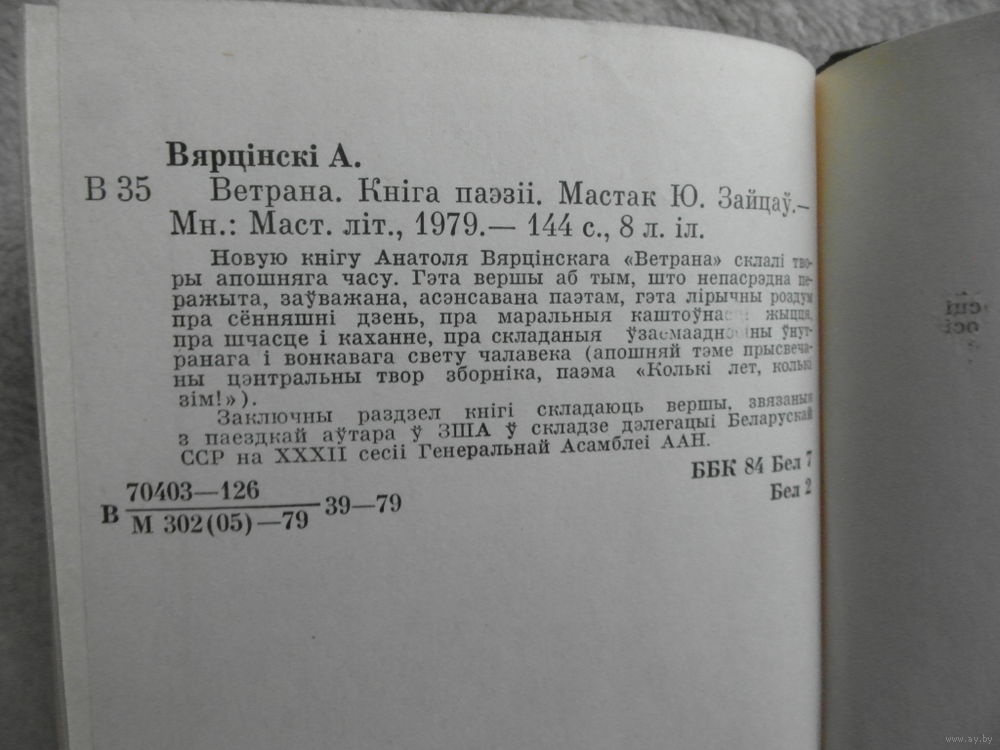 Вярцінскі А.
В 35 Ветрана. Кніга паэзіі. Мастак Ю. Зайцаў.—
Мн.: Маст. літ., 1979.— 144 с., 8 л. іл.
Новую кнігу Анатоля Вярцінскага «Ветрана» склалі тво-
ры апошняга часу. Гэта вершы аб тым, што непасрэдна пе-
ражыта, заўважана, асэнсавана паэтам, гэта лірычны роздум
пра сённяшні дзень, пра маральныя жыцця,
пра шчасце і каханне, пра складаныя ўнут-
ранага і вонкавага свету чалавека (апошняй тэме прысвеча-
ны цэнтральны твор зборніка, паэма «Колькі лет, колькі
зім!»).
Заключны раздзел кнігі складаюць вершы, звязаныя
з паездкай аўтара ў ЗША ў складзе дэлегацыі Беларускай
ССР на XXXII сесіі Генеральнай Асамблеі ААН.
ББК 84 Бел 7
Бел 2
В 70403—126
М 302(05)—79 39—79
www.ay.by